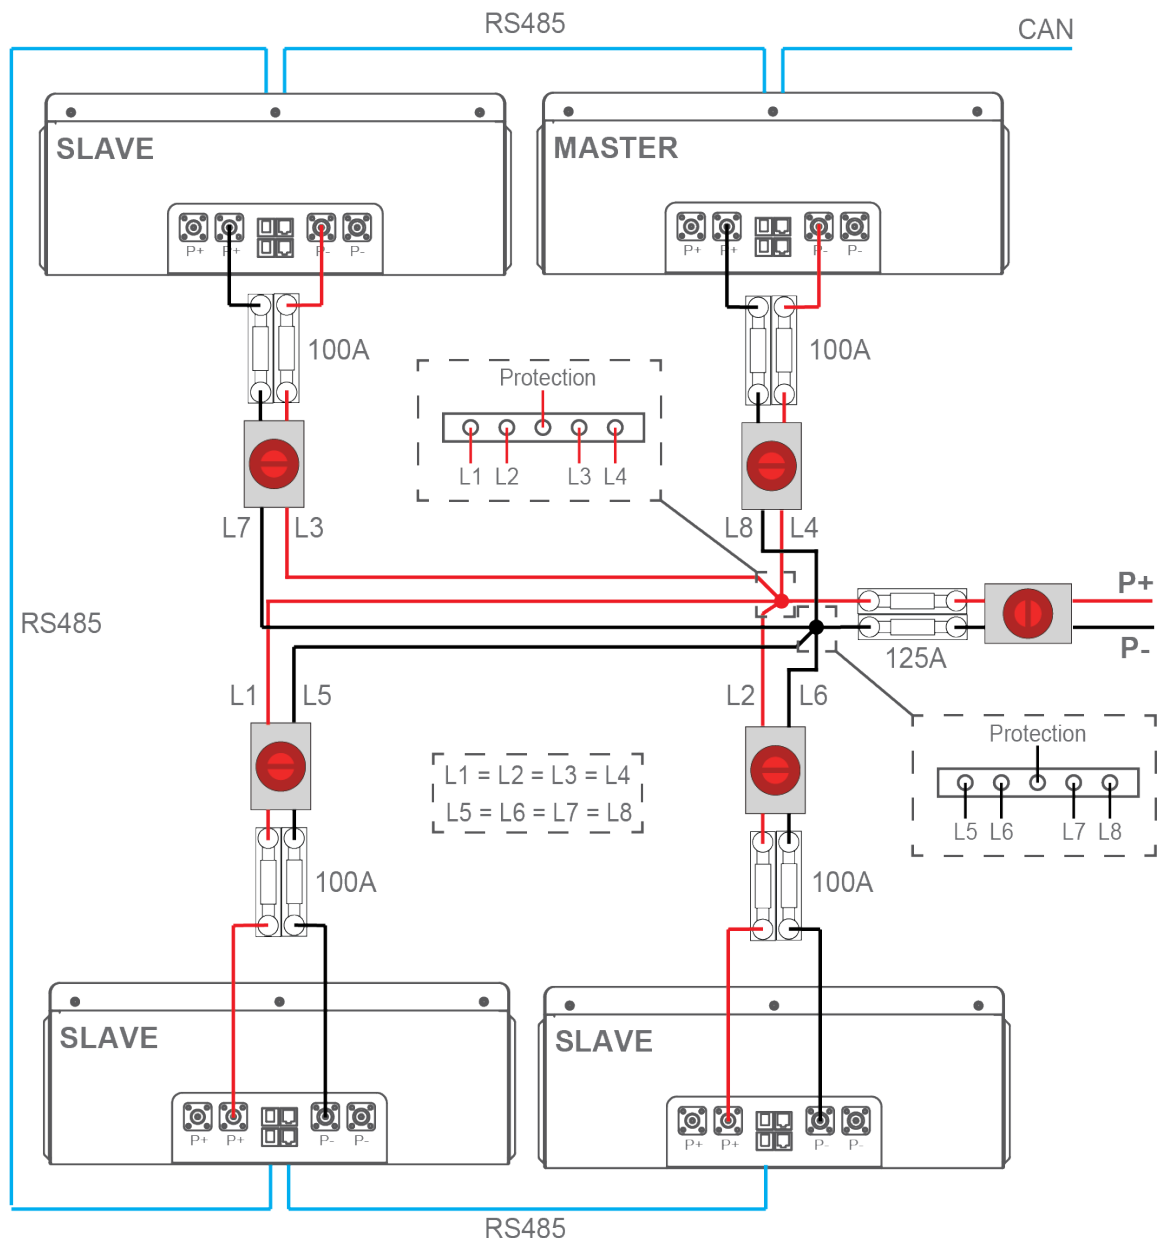 RS485
CAN
SLAVE
MASTER
P+ P+ P- P-
P+ P+ P- P-
100A
100A
Protection
L1 L2 L3 L4
L7 L3
L8 L4
P+
RS485
125A
P-
L1 L5
L2 L6
Protection
L1 = L2 = L3 = L4
L5 = L6 = L7 = L8
L5 L6 L7 L8
100A
100A
SLAVE
SLAVE
P+ P+ P- P-
P+ P+ P- P-
RS485